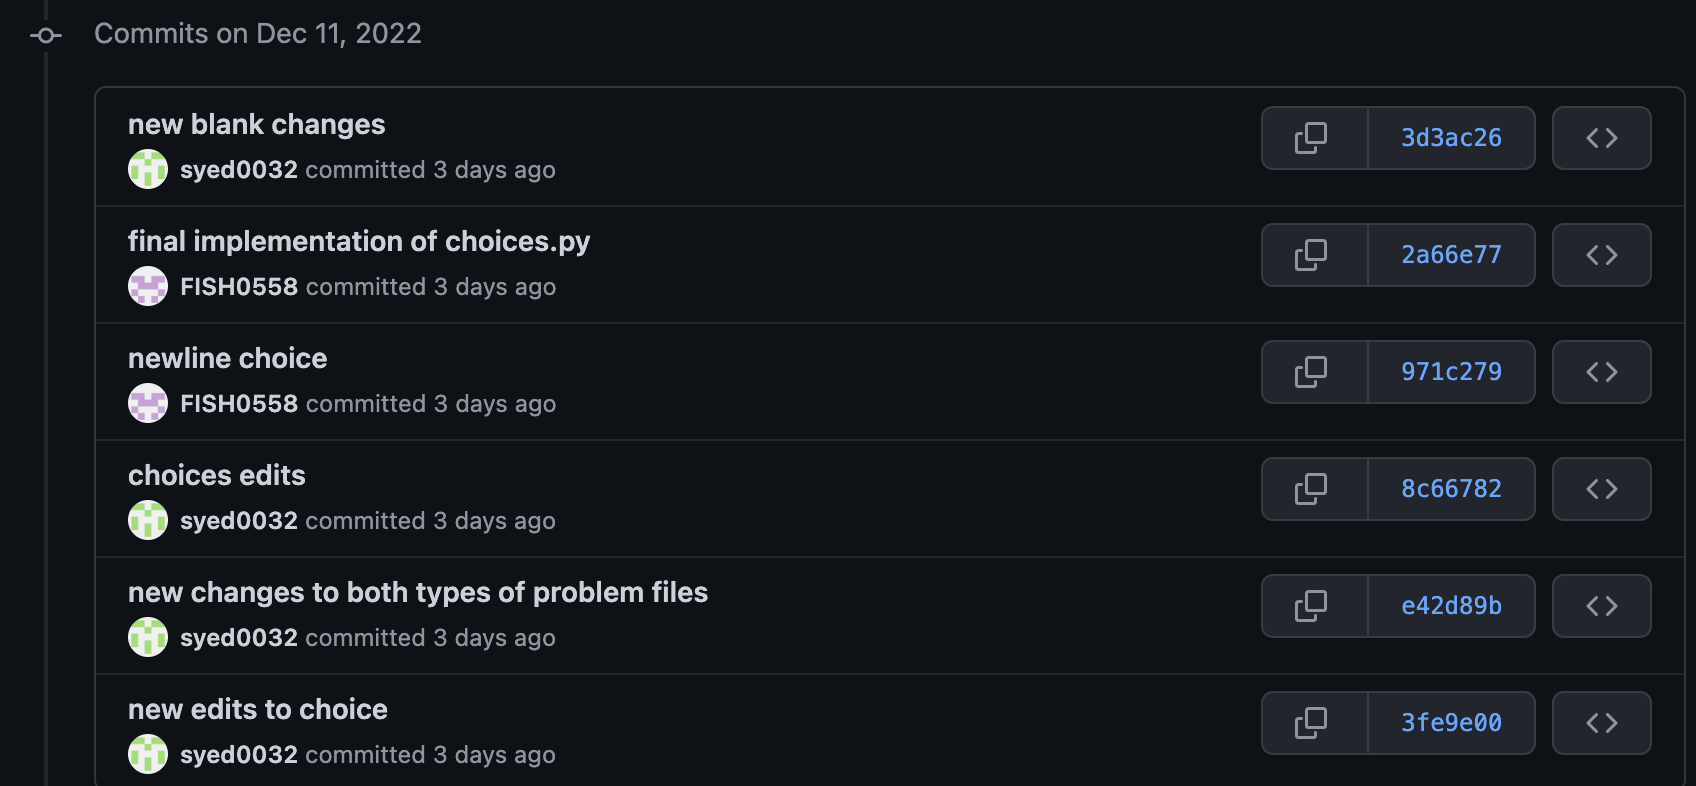 Commits on Dec 11, 2022
new blank changes
syed0032 committed 3 days ago
3d3ac26
final implementation of choices.py
FISH0558 committed 3 days ago
2a66e77
newline choice
FISH0558 committed 3 days ago
971c279
choices edits
syed0032 committed 3 days ago
8c66782
new changes to both types of problem files
syed0032 committed 3 days ago
e42d89b
new edits to choice
syed0032 committed 3 days ago
3fe9e00